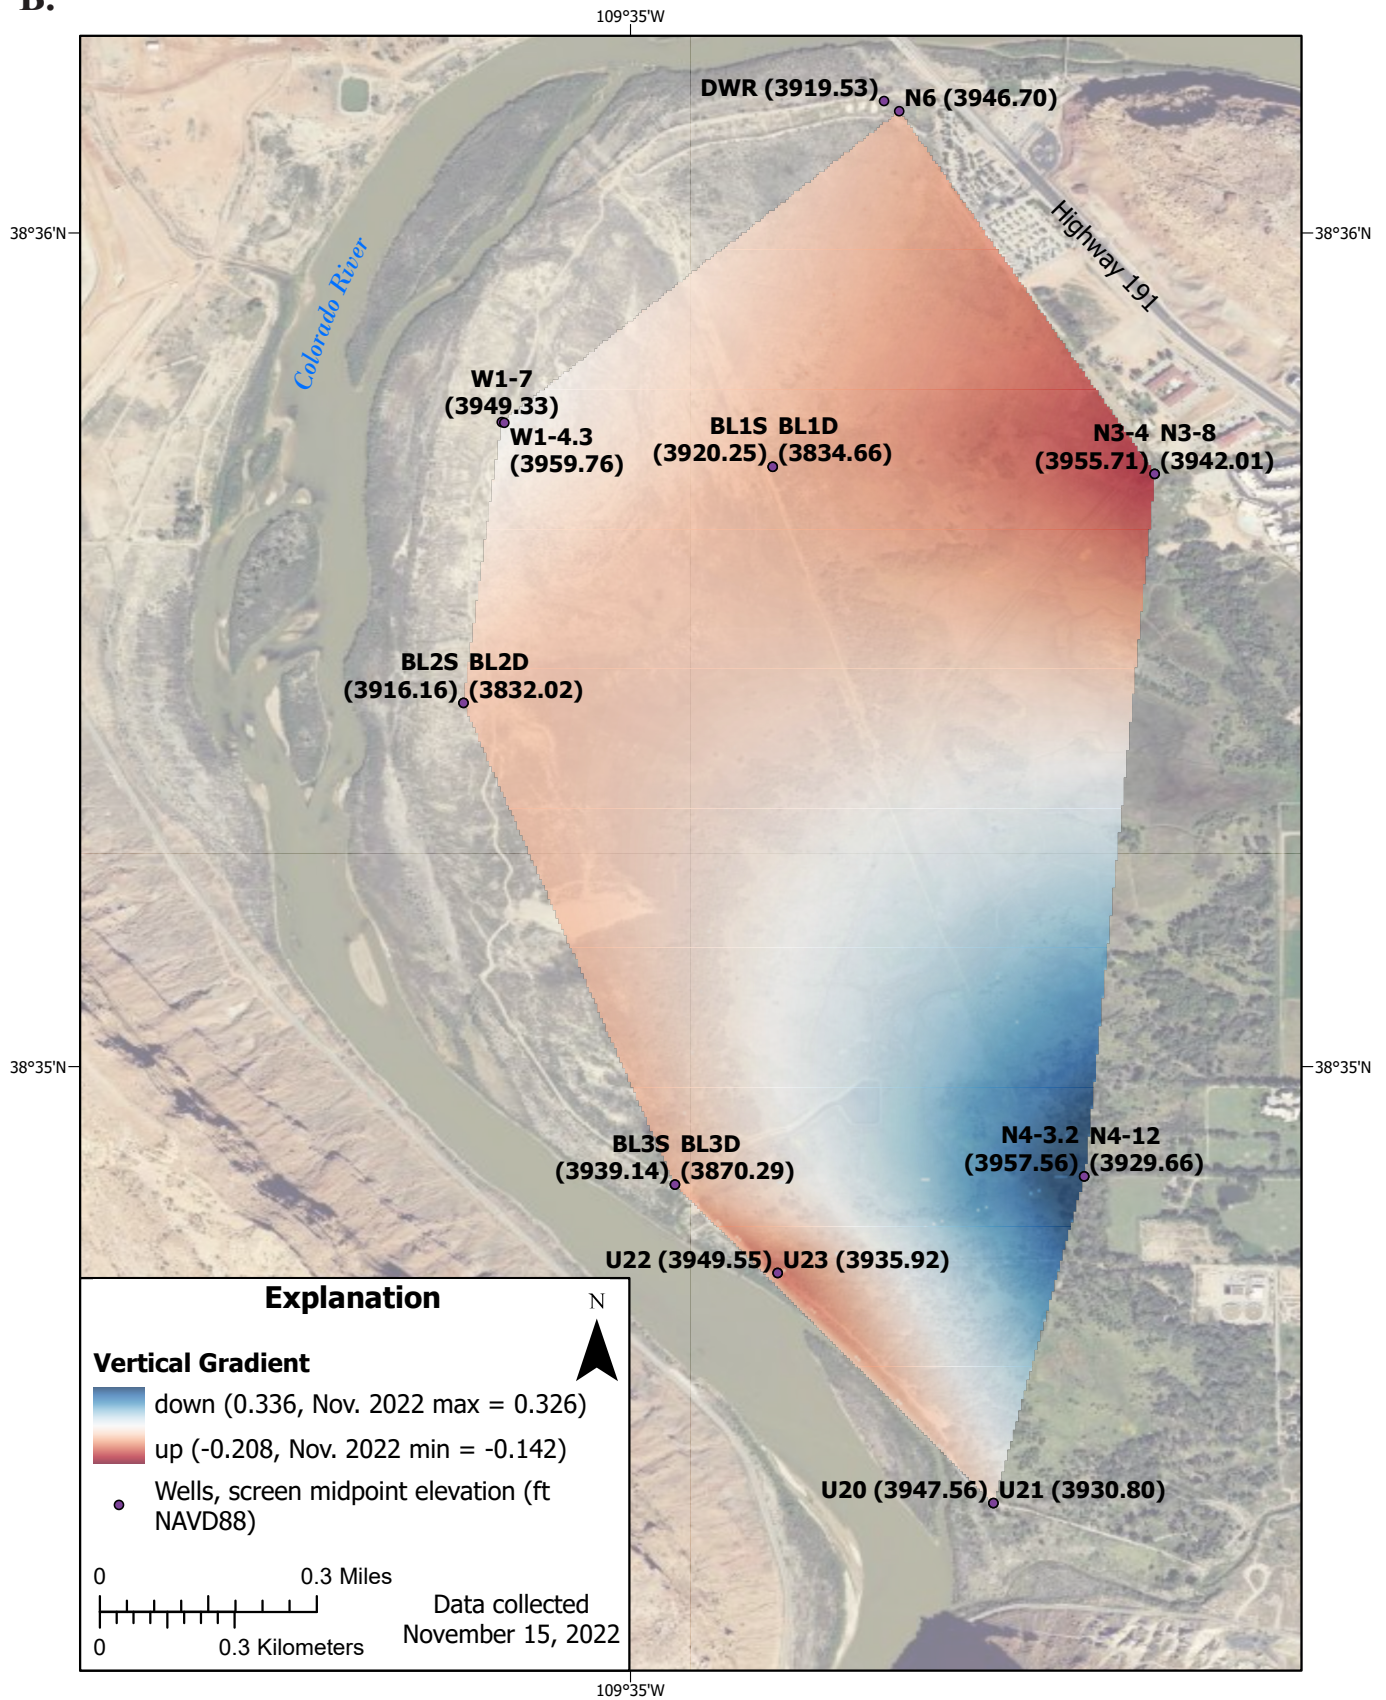 B.
109°35'W
DWR (3919.53)
N6 (3946.70)
38°36'N
38°36'N
Highway 191
Colorado River
W1-7
(3949.33)
W1-4.3
(3959.76)
BL1S BL1D
(3920.25) (3834.66)
N3-4 N3-8
(3955.71) (3942.01)
BL2S BL2D
(3916.16) (3832.02)
38°35'N
38°35'N
BL3S BL3D
(3939.14) (3870.29)
N4-3.2 N4-12
(3957.56) (3929.66)
U22 (3949.55) U23 (3935.92)
U20 (3947.56) U21 (3930.80)
Explanation
N
Vertical Gradient
down (0.336, Nov. 2022 max = 0.326)
up (-0.208, Nov. 2022 min = -0.142)
Wells, screen midpoint elevation (ft
NAVD88)
0 0.3 Miles
0 0.3 Kilometers
Data collected
November 15, 2022
109°35'W